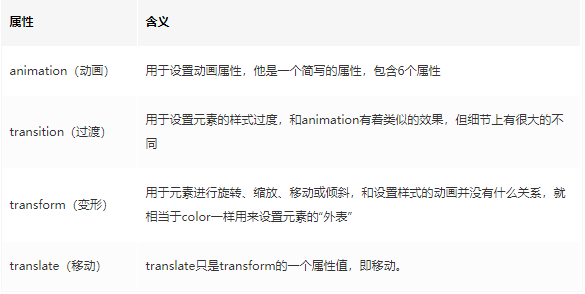 属性 含义
animation（动画） 用于设置动画属性，他是一个简写的属性，包含6个属性
transition（过渡） 用于设置元素的样式过度，和animation有着类似的效果，但细节上有很大的不
同
transform（变形） 用于元素进行旋转、缩放、移动或倾斜，和设置样式的动画并没有什么关系，就
相当于color一样用来设置元素的“外表”
translate（移动） translate只是transform的一个属性值，即移动。